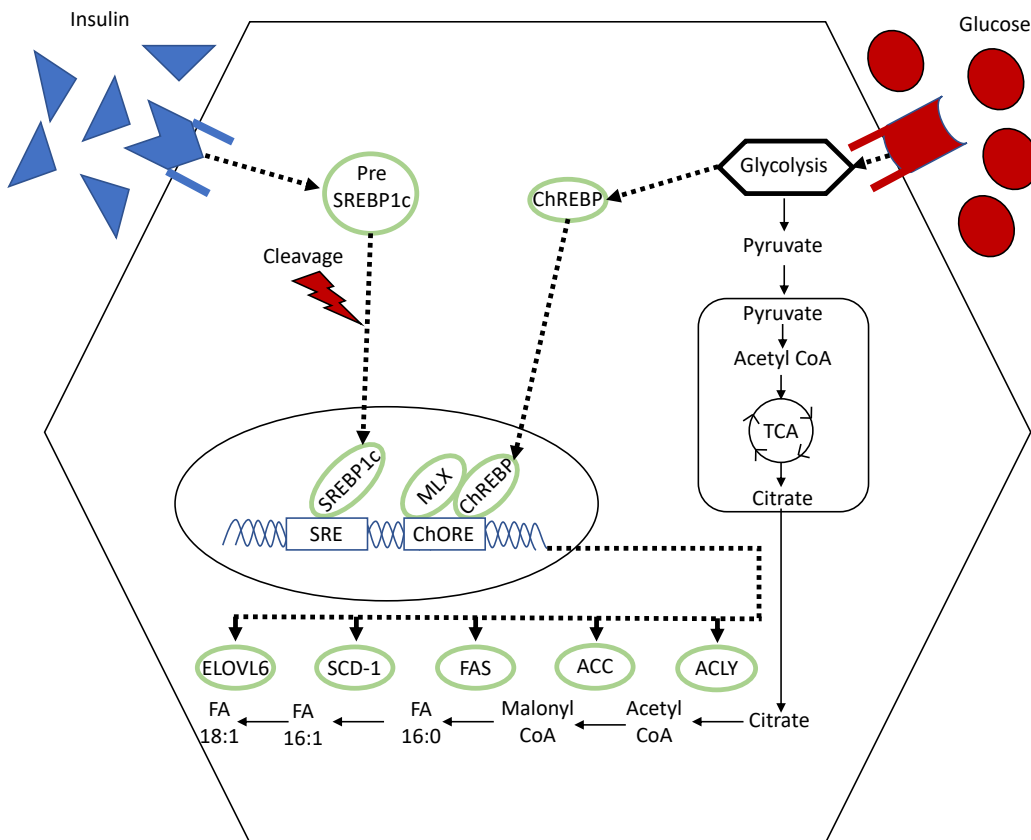 Insulin
Glucose
Pre
SREBP1c
ChREBP
Glycolysis
Cleavage
Pyruvate
Pyruvate
Acetyl CoA
TCA
Citrate
SREBP1c
MLX
ChREBP
SRE
ChORE
ELOVL6
SCD-1
FAS
ACC
ACLY
FA
18:1
FA
16:1
FA
16:0
Malonyl
CoA
Acetyl
CoA
Citrate